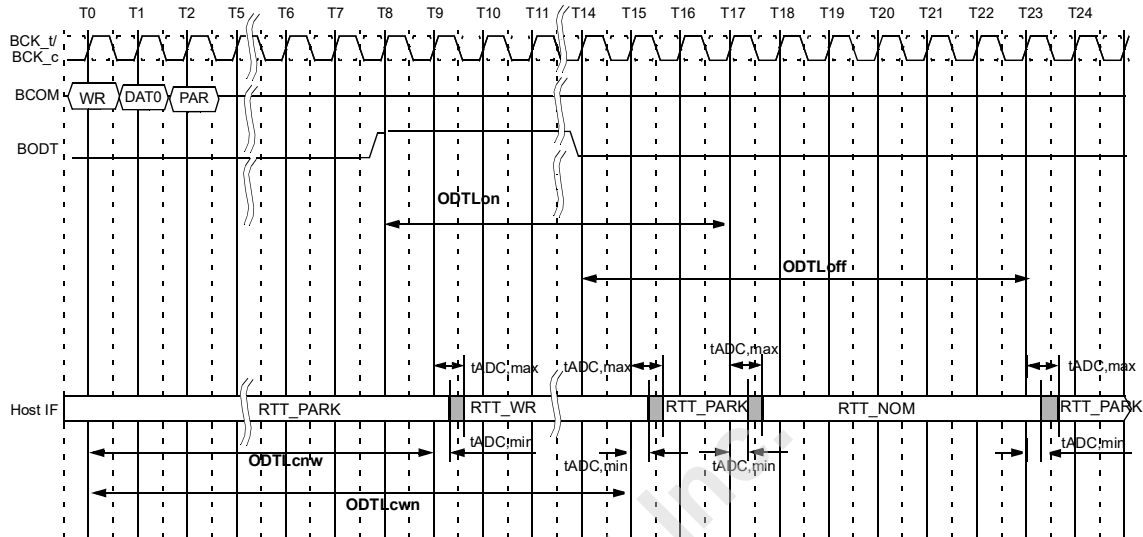 T0 T1 T2 T5 T6 T7 T8 T9 T10 T11 T14 T15 T16 T17 T18 T19 T20 T21 T22 T23 T24
BCK_t/
BCK_c
BCOM WR DAT0 PAR
BODT
ODTLon
ODTLoff
tADC,max tADC,max tADC,max tADC,max
Host IF RTT_PARK RTT_WR RTT_PARK RTT_NOM RTT_PARK
tADC,min tADC,min tADC,min tADC,min
ODTLcnw
ODTLcwn
Inc.